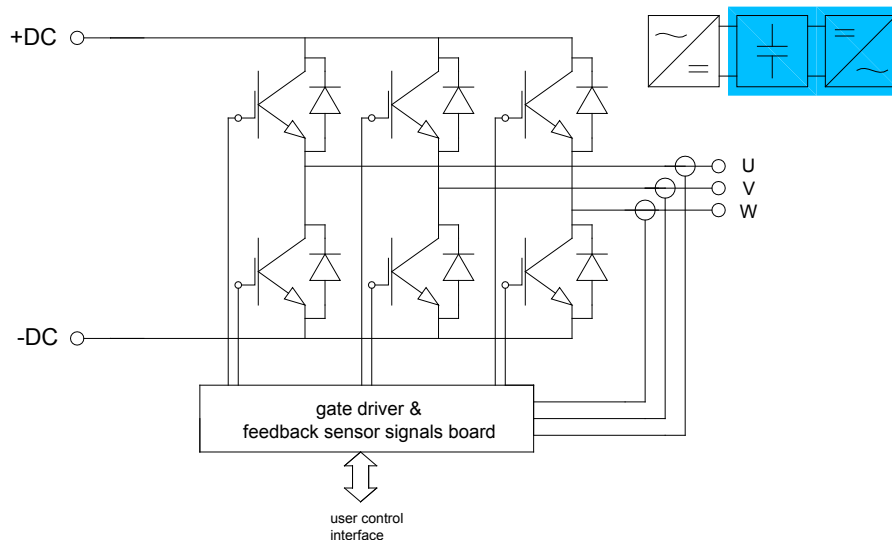 +DC
U
V
W
-DC
gate driver &
feedback sensor signals board
user control
interface